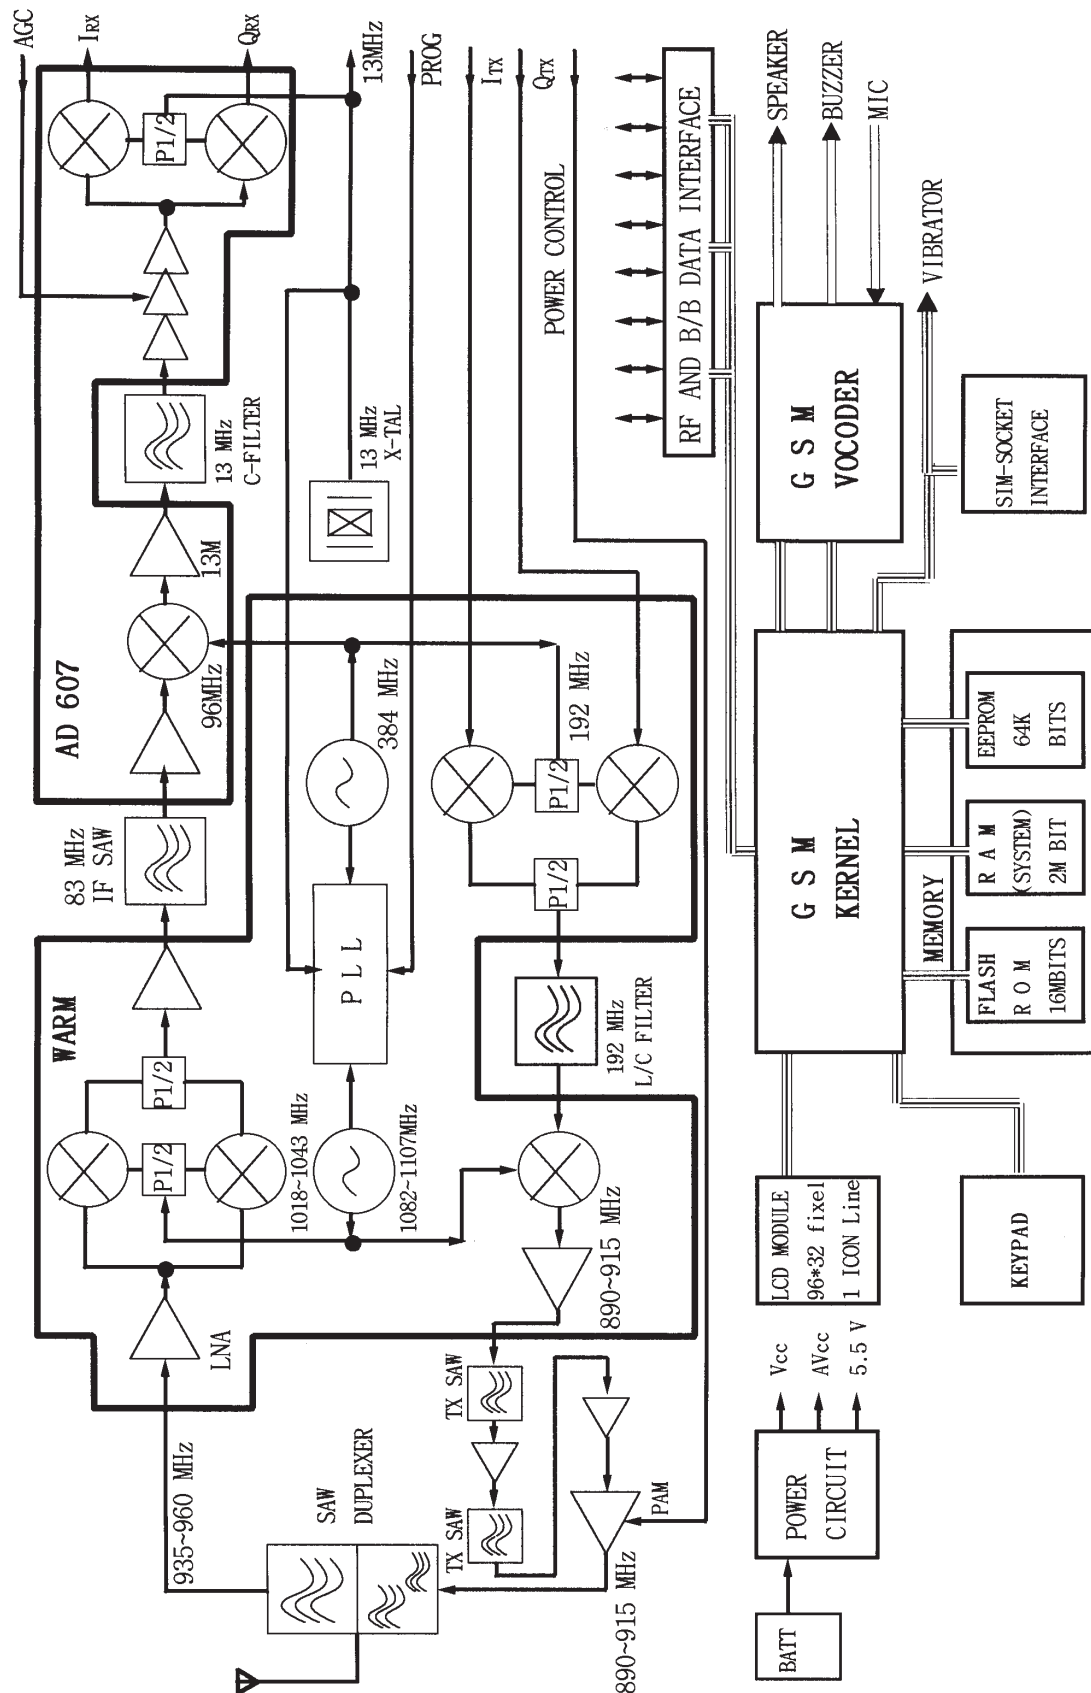 AGC
IRX
QRX
13MHz
PROG
ITX
QTX
POWER CONTROL
AD 607
WARM
935~960 MHz
LNA
P1/2
P1/2
83 MHz
IF SAW
96MHz
13M
13 MHz
C-FILTER
P1/2
1018~1043 MHz
1082~1107MHz
P L L
384 MHz
13 MHz
X-TAL
SAW
DUPLEXER
TX SAW
TX SAW
PAM
890~915 MHz
890~915 MHz
192 MHz
L/C FILTER
P1/2
P1/2
192 MHz
RF AND B/B DATA INTERFACE
BATT
POWER
CIRCUIT
Vcc
AVcc
5.5 V
LCD MODULE
96*32 fixel
1 ICON Line
KEYPAD
G S M
KERNEL
MEMORY
FLASH
R O M
16MBITS
R A M
(SYSTEM)
2M BIT
EEPROM
64K
BITS
G S M
VOCODER
SIM-SOCKET
INTERFACE
SPEAKER
BUZZER
MIC
VIBRATOR